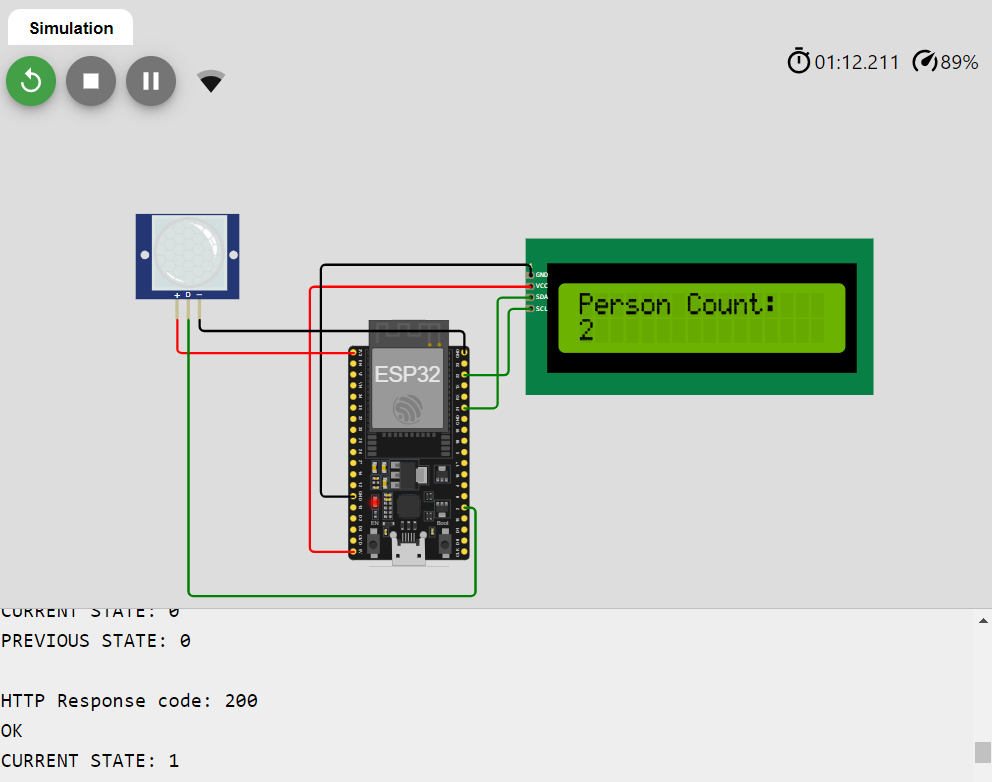 Simulation
01:12.211
89%
+ D −
GND
VCC
SDA
SCL
Person Count:
2
ESP32
EN
Boot
CURRENT STATE: 0
PREVIOUS STATE: 0
HTTP Response code: 200
OK
CURRENT STATE: 1